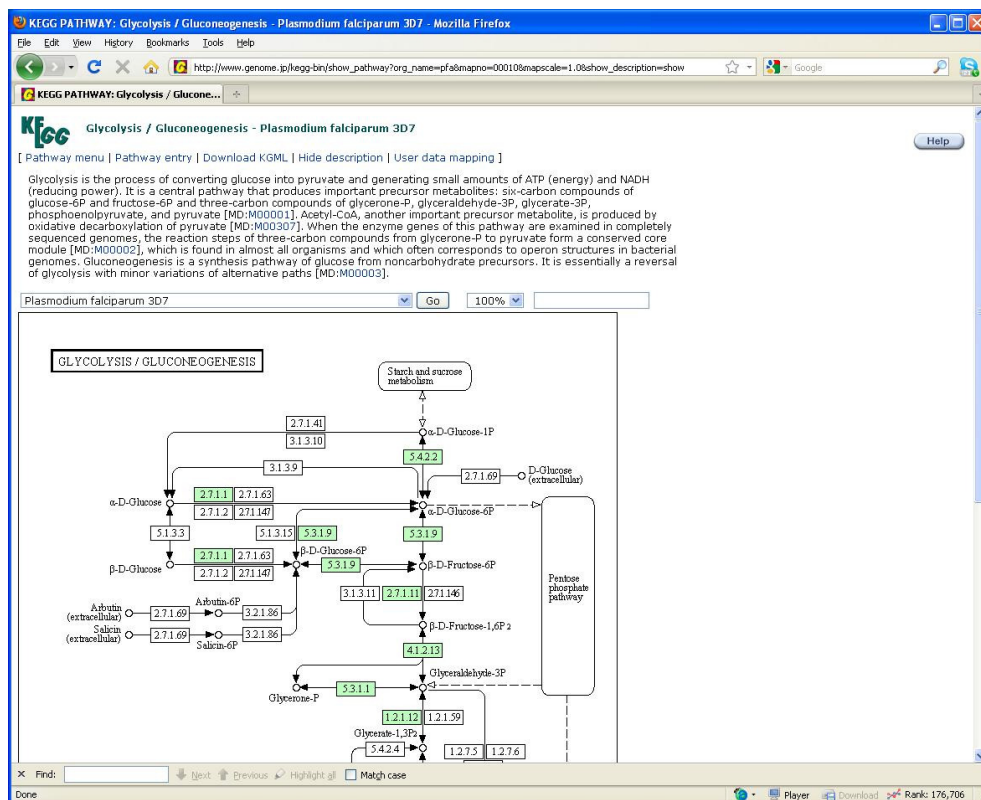 KEGG PATHWAY: Glycolysis / Gluconeogenesis - Plasmodium falciparum 3D7 - Mozilla Firefox
File Edit View History Bookmarks Tools Help
http://www.genome.jp/kegg-bin/show_pathway?org_name=pfa&mapno=00010&mapscale=1.0&show_description=show
Google
KEGG PATHWAY: Glycolysis / Glucone...
KEGG
Glycolysis / Gluconeogenesis - Plasmodium falciparum 3D7
Help
[ Pathway menu | Pathway entry | Download KGML | Hide description | User data mapping ]
Glycolysis is the process of converting glucose into pyruvate and generating small amounts of ATP (energy) and NADH
(reducing power). It is a central pathway that produces important precursor metabolites: six-carbon compounds of
glucose-6P and fructose-6P and three-carbon compounds of glycerone-P, glyceraldehyde-3P, glycerate-3P,
phosphoenolpyruvate, and pyruvate [MD:M00001]. Acetyl-CoA, another important precursor metabolite, is produced by
oxidative decarboxylation of pyruvate [MD:M00307]. When the enzyme genes of this pathway are examined in completely
sequenced genomes, the reaction steps of three-carbon compounds from glycerone-P to pyruvate form a conserved core
module [MD:M00002], which is found in almost all organisms and which often corresponds to operon structures in bacterial
genomes. Gluconeogenesis is a synthesis pathway of glucose from noncarbohydrate precursors. It is essentially a reversal
of glycolysis with minor variations of alternative paths [MD:M00003].
Plasmodium falciparum 3D7
Go
100%
GLYCOLYSIS / GLUCONEOGENESIS
Starch and sucrose
metabolism
2.7.1.41
α-D-Glucose-1P
3.1.3.10
5.4.2.2
3.1.3.9
2.7.1.69
D-Glucose
(extracellular)
α-D-Glucose
2.7.1.1 2.7.1.63
2.7.1.2 2.7.1.147
α-D-Glucose-6P
5.1.3.3
5.1.3.15 5.3.1.9
5.3.1.9
β-D-Glucose-6P
β-D-Glucose
2.7.1.1 2.7.1.63
2.7.1.2 2.7.1.147
5.3.1.9
β-D-Fructose-6P
Pentose
phosphate
pathway
3.1.3.11 2.7.1.11 2.7.1.146
Arbutin
(extracellular)
2.7.1.69
Arbutin-6P
3.2.1.86
Salicin
(extracellular)
2.7.1.69
Salicin-6P
3.2.1.86
β-D-Fructose-1,6P2
4.1.2.13
Glyceraldehyde-3P
Glycerone-P
5.3.1.1
1.2.1.12 1.2.1.59
Glycerate-1,3P2
5.4.2.4
1.2.7.5 1.2.7.6
Find:
Next Previous Highlight all Match case
Done
Player Download Rank: 176,706